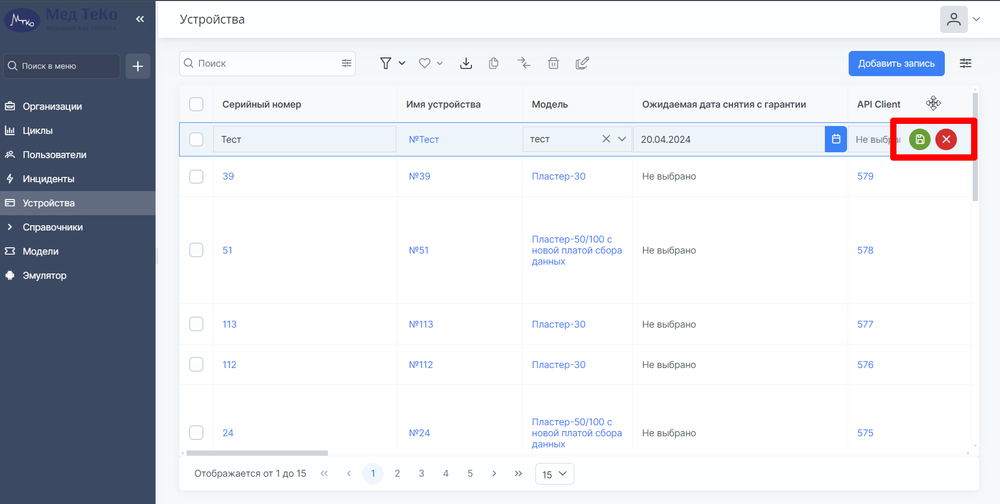 Мед ТеКо
медицинская техника
МТКо
Устройства
Поиск в меню
Поиск
Добавить запись
Организации
Циклы
Пользователи
Инциденты
Устройства
Справочники
Модели
Эмулятор
Серийный номер Имя устройства Модель Ожидаемая дата снятия с гарантии API Client
Тест №Тест тест 20.04.2024 Не выбра
39 №39 Пластер-30 Не выбрано 579
51 №51 Пластер-50/100 с новой платой сбора данных Не выбрано 578
113 №113 Пластер-30 Не выбрано 577
112 №112 Пластер-30 Не выбрано 576
24 №24 Пластер-50/100 с новой платой сбора данных Не выбрано 575
Отображается от 1 до 15 1 2 3 4 5 15